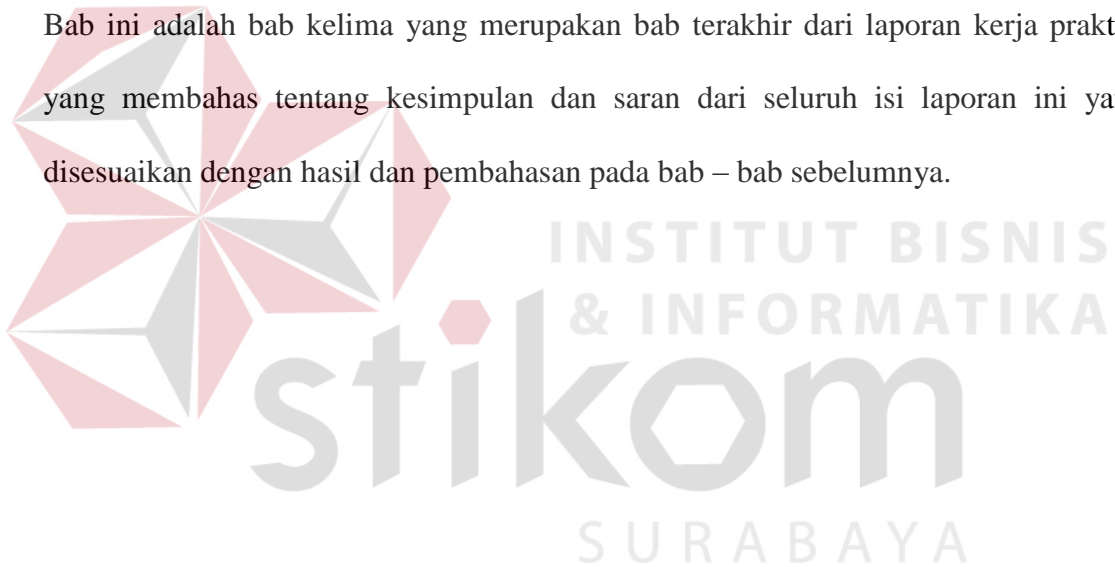 Bab ini adalah bab kelima yang merupakan bab terakhir dari laporan kerja prakt
yang membahas tentang kesimpulan dan saran dari seluruh isi laporan ini ya
disesuaikan dengan hasil dan pembahasan pada bab – bab sebelumnya.
INSTITUT BISNIS
& INFORMATIKA
stikom
SURABAYA